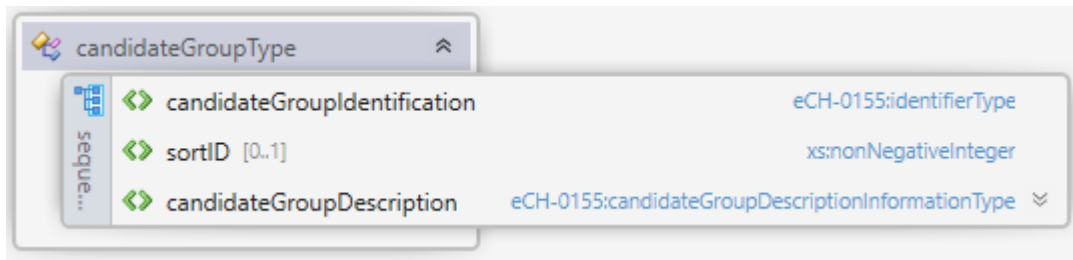 candidateGroupType
candidateGroupIdentification eCH-0155:identifierType
sortID [0..1] xs:nonNegativeInteger
candidateGroupDescription eCH-0155:candidateGroupDescriptionInformationType
seque...